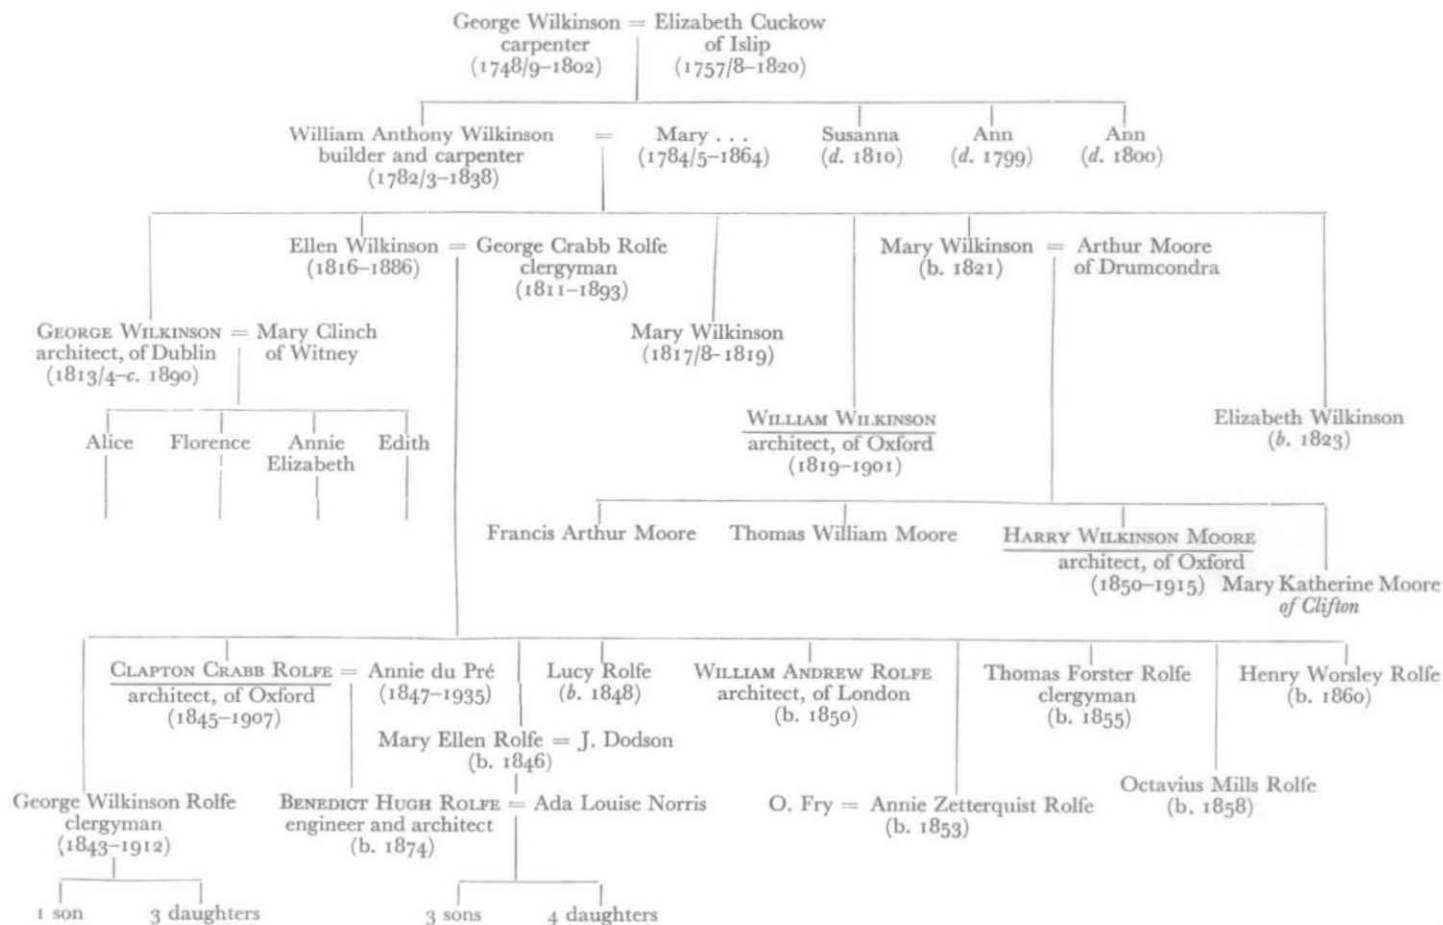 George Wilkinson = Elizabeth Cuckow
carpenter of Islip
(1748/9–1802) (1757/8–1820)
William Anthony Wilkinson = Mary . . . Susanna Ann Ann
builder and carpenter (1784/5–1864) (d. 1810) (d. 1799) (d. 1800)
(1782/3–1838)
Ellen Wilkinson = George Crabb Rolfe Mary Wilkinson = Arthur Moore
(1816–1886) clergyman (b. 1821) of Drumcondra
(1811–1893)
GEORGE WILKINSON = Mary Clinch Mary Wilkinson
architect, of Dublin of Witney (1817/8–1819)
(1813/4–c. 1890)
WILLIAM WILKINSON Elizabeth Wilkinson
architect, of Oxford (b. 1823)
(1819–1901)
Alice Florence Annie Edith
Elizabeth
Francis Arthur Moore Thomas William Moore HARRY WILKINSON MOORE
architect, of Oxford
(1850–1915) Mary Katherine Moore
of Clifton
CLAPTON CRABB ROLFE = Annie du Pré Lucy Rolfe WILLIAM ANDREW ROLFE Thomas Forster Rolfe Henry Worsley Rolfe
architect, of Oxford (1847–1935) (b. 1848) architect, of London clergyman (b. 1860)
(1845–1907) (b. 1850) (b. 1855)
Mary Ellen Rolfe = J. Dodson
(b. 1846)
Octavius Mills Rolfe
(b. 1858)
George Wilkinson Rolfe BENEDICT HUGH ROLFE = Ada Louise Norris O. Fry = Annie Zetterquist Rolfe
clergyman engineer and architect (b. 1853)
(1843–1912) (b. 1874)
1 son 3 daughters 3 sons 4 daughters